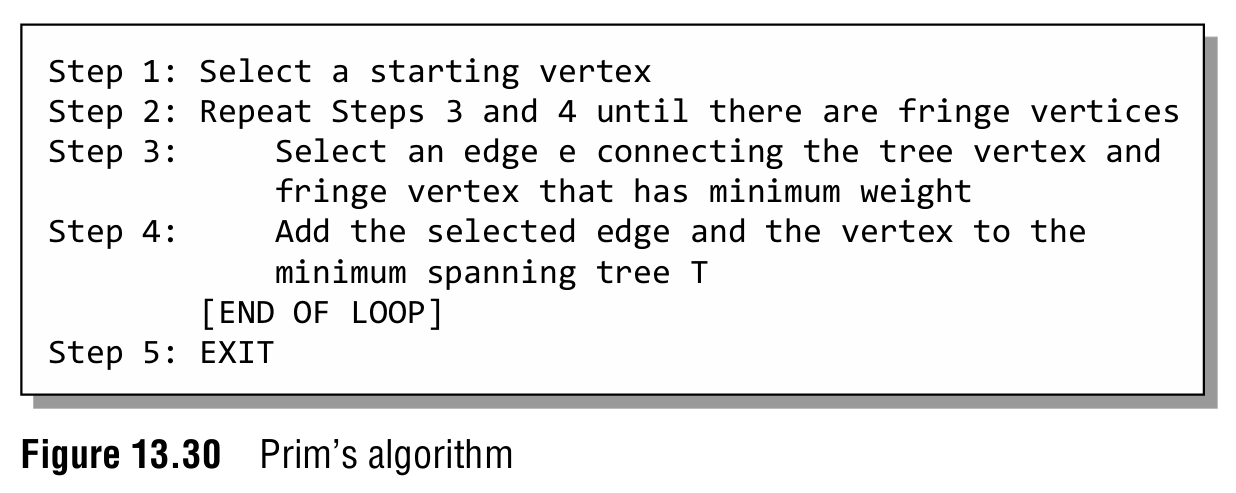 Step 1: Select a starting vertex
Step 2: Repeat Steps 3 and 4 until there are fringe vertices
Step 3: Select an edge e connecting the tree vertex and
fringe vertex that has minimum weight
Step 4: Add the selected edge and the vertex to the
minimum spanning tree T
[END OF LOOP]
Step 5: EXIT
Figure 13.30 Prim’s algorithm